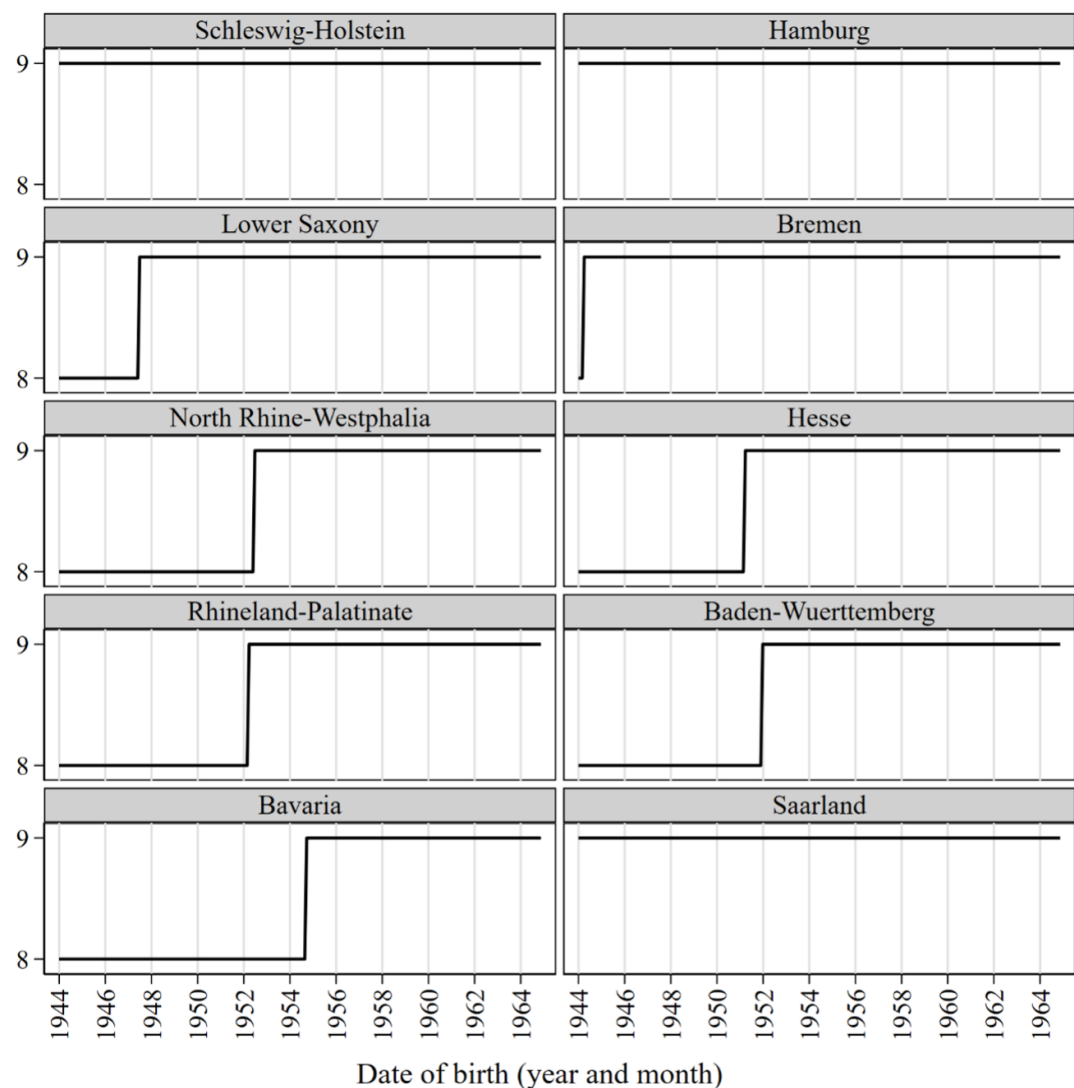 Schleswig-Holstein
Hamburg
9
8
Lower Saxony
Bremen
9
8
North Rhine-Westphalia
Hesse
9
8
Rhineland-Palatinate
Baden-Wuerttemberg
9
8
Bavaria
Saarland
9
8
1944 1946 1948 1950 1952 1954 1956 1958 1960 1962 1964
1944 1946 1948 1950 1952 1954 1956 1958 1960 1962 1964
Date of birth (year and month)